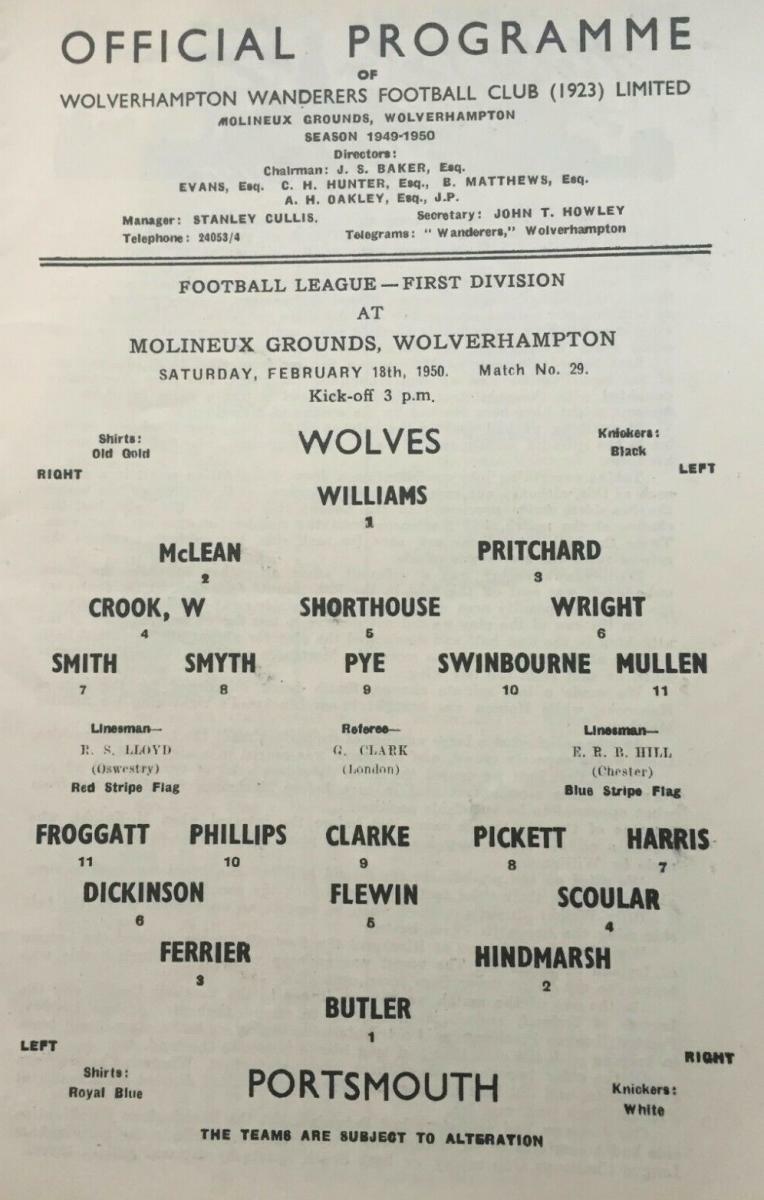 OFFICIAL PROGRAMME
OF
WOLVERHAMPTON WANDERERS FOOTBALL CLUB (1923) LIMITED
MOLINEUX GROUNDS, WOLVERHAMPTON
SEASON 1949-1950
Directors:
Chairman: J. S. BAKER, Esq.
EVANS, Esq. C. H. HUNTER, Esq., B. MATTHEWS, Esq.
A. H. OAKLEY, Esq., J.P.
Manager: STANLEY CULLIS. Secretary: JOHN T. HOWLEY
Telephone: 24053/4 Telegrams: "Wanderers," Wolverhampton
FOOTBALL LEAGUE—FIRST DIVISION
AT
MOLINEUX GROUNDS, WOLVERHAMPTON
SATURDAY, FEBRUARY 18th, 1950. Match No. 29.
Kick-off 3 p.m.
Shirts: WOLVES Knickers:
Old Gold Black
RIGHT LEFT
WILLIAMS
1
McLEAN PRITCHARD
2 3
CROOK, W SHORTHOUSE WRIGHT
4 5 6
SMITH SMYTH PYE SWINBOURNE MULLEN
7 8 9 10 11
Linesman— Referee— Linesman—
R. S. LLOYD G. CLARK E. R. B. HILL
(Oswestry) (London) (Chester)
Red Stripe Flag Blue Stripe Flag
FROGGATT PHILLIPS CLARKE PICKETT HARRIS
11 10 9 8 7
DICKINSON FLEWIN SCOULAR
6 5 4
FERRIER HINDMARSH
3 2
BUTLER
1
LEFT RIGHT
Shirts: PORTSMOUTH Knickers:
Royal Blue White
THE TEAMS ARE SUBJECT TO ALTERATION